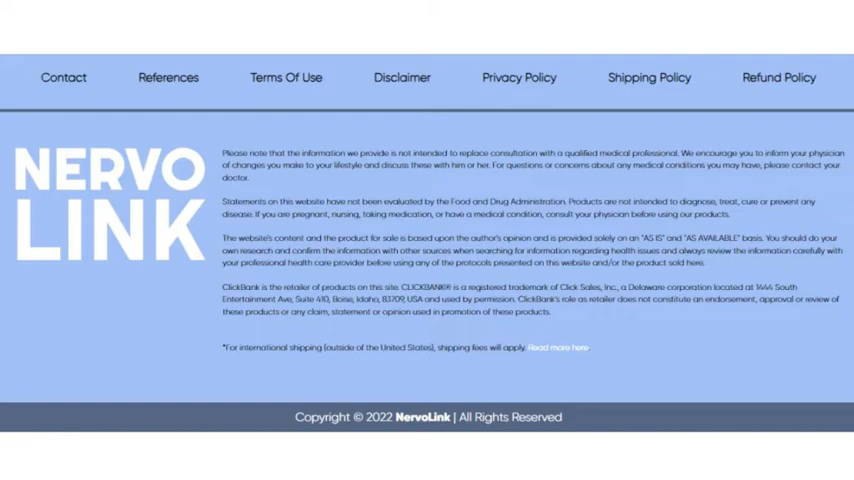 Contact References Terms Of Use Disclaimer Privacy Policy Shipping Policy Refund Policy
NERVO
LINK
Please note that the information we provide is not intended to replace consultation with a qualified medical professional. We encourage you to inform your physician
of changes you make to your lifestyle and discuss these with him or her. For questions or concerns about any medical conditions you may have, please contact your
doctor.
Statements on this website have not been evaluated by the Food and Drug Administration. Products are not intended to diagnose, treat, cure or prevent any
disease. If you are pregnant, nursing, taking medication, or have a medical condition, consult your physician before using our products.
The website's content and the product for sale is based upon the author's opinion and is provided solely on an "AS IS" and "AS AVAILABLE" basis. You should do your
own research and confirm the information with other sources when searching for information regarding health issues and always review the information carefully with
your professional health care provider before using any of the protocols presented on this website and/or the product sold here.
ClickBank is the retailer of products on this site. CLICKBANK® is a registered trademark of Click Sales, Inc., a Delaware corporation located at 1444 South
Entertainment Ave, Suite 410, Boise, Idaho, 83709, USA and used by permission. ClickBank's role as retailer does not constitute an endorsement, approval or review of
these products or any claim, statement or opinion used in promotion of these products.
*For international shipping (outside of the United States), shipping fees will apply. Read more here.
Copyright © 2022 NervoLink | All Rights Reserved